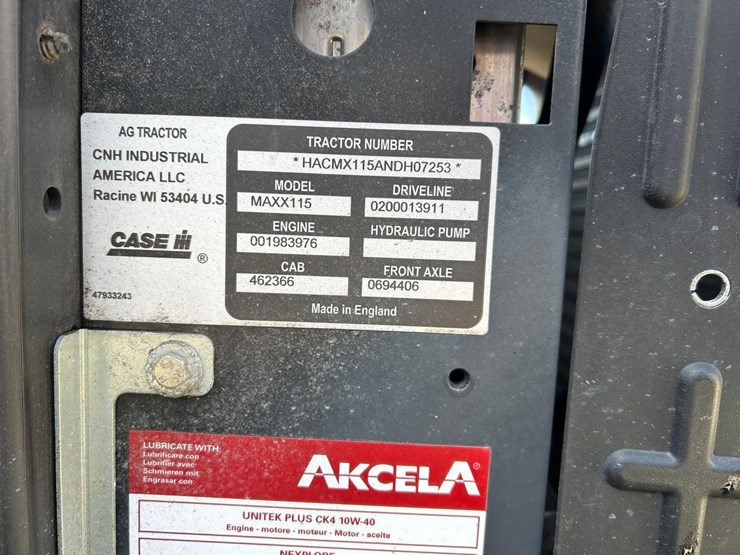 AG TRACTOR
CNH INDUSTRIAL
AMERICA LLC
Racine WI 53404 U.S.
CASE IH ®
47933243
TRACTOR NUMBER
* HACMX115ANDH07253 *
MODEL
MAXX115
DRIVELINE
0200013911
ENGINE
001983976
HYDRAULIC PUMP
CAB
462366
FRONT AXLE
0694406
Made in England
LUBRICATE WITH:
Lubrificare con
Lubrifier avec
Schmieren mit
Engrasar con
AKCELA®
UNITEK PLUS CK4 10W-40
Engine - motore - moteur - Motor - aceite
NEXPLORE